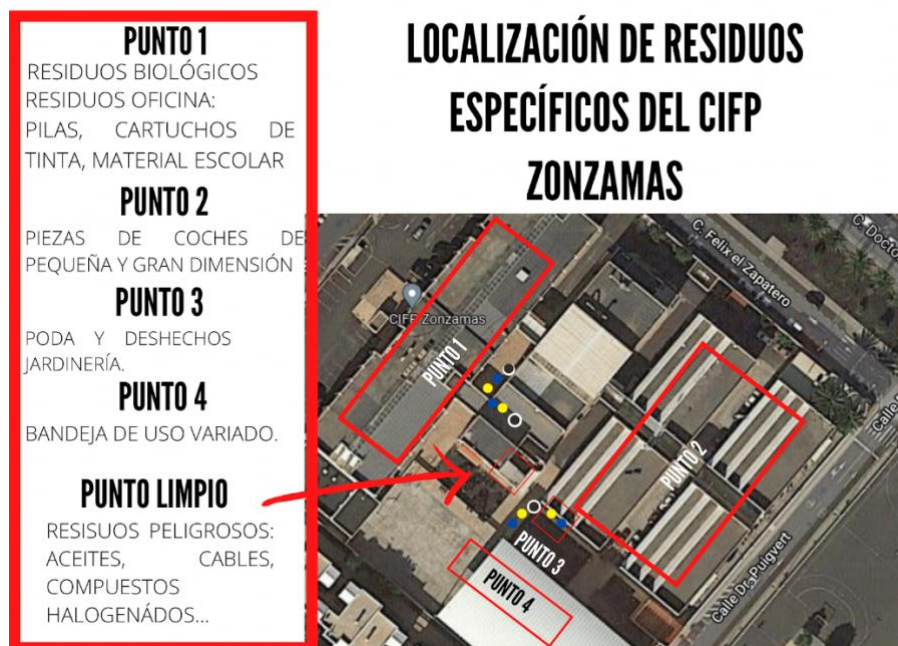 PUNTO 1
RESIDUOS BIOLÓGICOS
RESIDUOS OFICINA:
PILAS, CARTUCHOS DE
TINTA, MATERIAL ESCOLAR
PUNTO 2
PIEZAS DE COCHES DE
PEQUEÑA Y GRAN DIMENSIÓN
PUNTO 3
PODA Y DESHECHOS
JARDINERÍA.
PUNTO 4
BANDEJA DE USO VARIADO.
PUNTO LIMPIO
RESISUOS PELIGROSOS:
ACEITES, CABLES,
COMPUESTOS
HALOGENÁDOS...
LOCALIZACIÓN DE RESIDUOS
ESPECÍFICOS DEL CIFP
ZONZAMAS
C. Felix el Zapatero
C. Docto
CIFP Zonzamas
PUNTO 1
PUNTO 2
Calle
PUNTO 3
PUNTO 4
Calle Dr. Puigvert